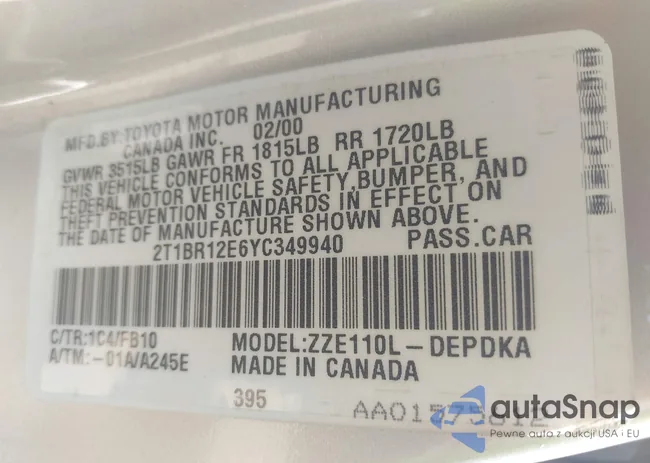 MFD.BY:TOYOTA MOTOR MANUFACTURING
CANADA INC. 02/00
GVWR 3515LB GAWR FR 1815LB RR 1720LB
THIS VEHICLE CONFORMS TO ALL APPLICABLE
FEDERAL MOTOR VEHICLE SAFETY,BUMPER, AND
THEFT PREVENTION STANDARDS IN EFFECT ON
THE DATE OF MANUFACTURE SHOWN ABOVE.
2T1BR12E6YC349940 PASS.CAR
C/TR:1C4/FB10 MODEL:ZZE110L-DEPDKA
A/TM:-01A/A245E MADE IN CANADA
395
autaSnap
Pewne auta z aukcji USA i EU